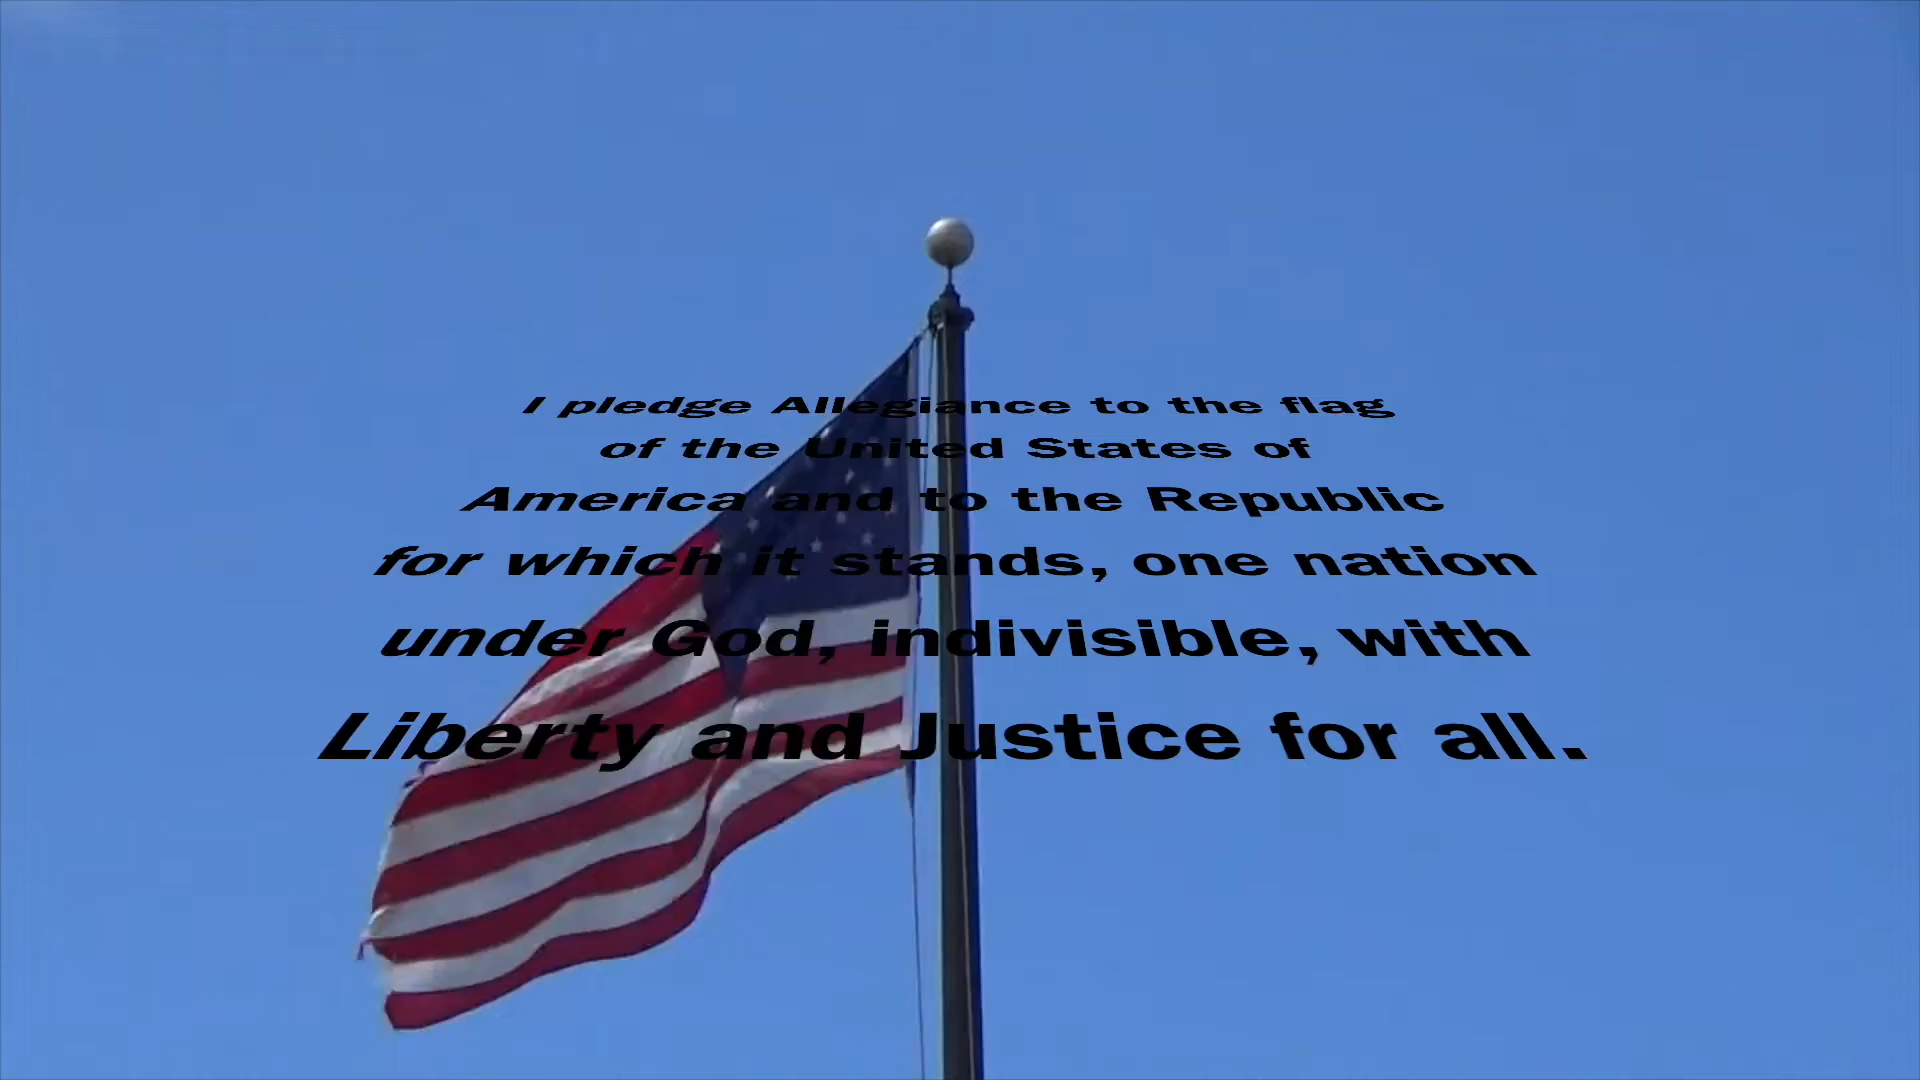 I pledge Allegiance to the flag
of the United States of
America and to the Republic
for which it stands, one nation
under God, indivisible, with
Liberty and Justice for all.